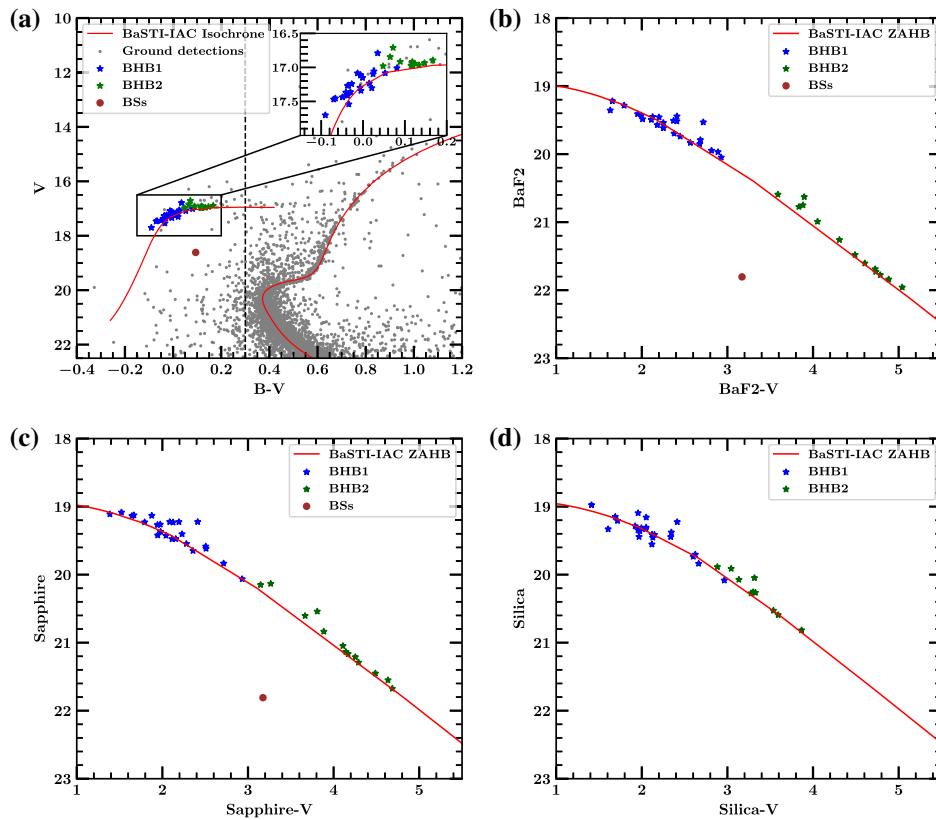 (a)
BaSTI-IAC Isochrone
Ground detections
BHB1
BHB2
BSs
16.5
17.0
17.5
−0.1 0.0 0.1 0.2
10
12
14
16
18
20
22
V
−0.4 −0.2 0.0 0.2 0.4 0.6 0.8 1.0 1.2
B-V
(b)
BaSTI-IAC ZAHB
BHB1
BHB2
BSs
18
19
20
21
22
23
BaF2
1 2 3 4 5
BaF2-V
(c)
BaSTI-IAC ZAHB
BHB1
BHB2
BSs
18
19
20
21
22
23
Sapphire
1 2 3 4 5
Sapphire-V
(d)
BaSTI-IAC ZAHB
BHB1
BHB2
18
19
20
21
22
23
Silica
1 2 3 4 5
Silica-V